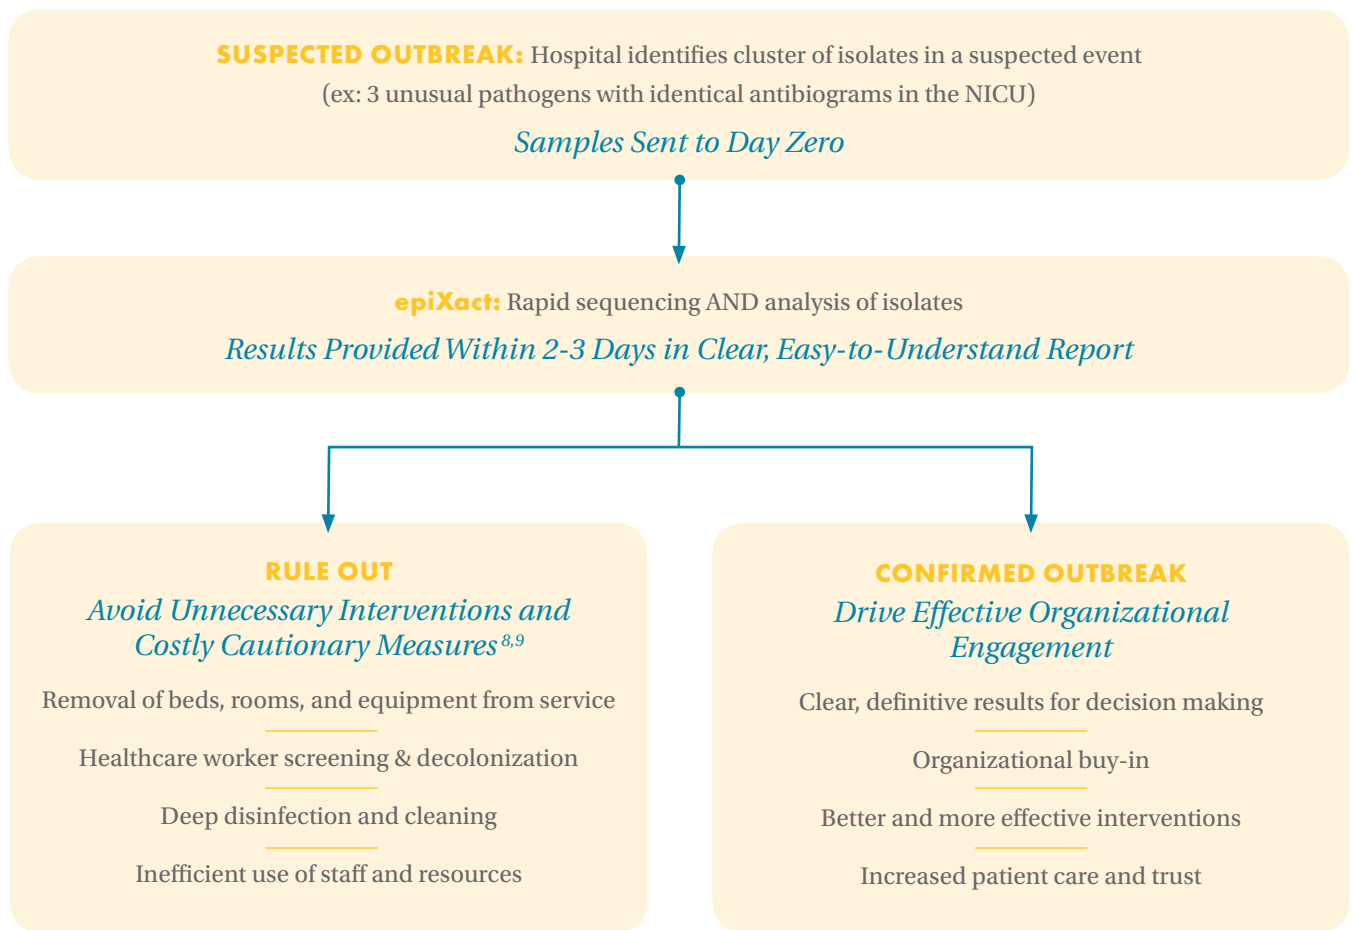 SUSPECTED OUTBREAK: Hospital identifies cluster of isolates in a suspected event
(ex: 3 unusual pathogens with identical antibiograms in the NICU)
Samples Sent to Day Zero
epiXact: Rapid sequencing AND analysis of isolates
Results Provided Within 2-3 Days in Clear, Easy-to-Understand Report
RULE OUT
Avoid Unnecessary Interventions and
Costly Cautionary Measures 8,9
Removal of beds, rooms, and equipment from service
Healthcare worker screening & decolonization
Deep disinfection and cleaning
Inefficient use of staff and resources
CONFIRMED OUTBREAK
Drive Effective Organizational
Engagement
Clear, definitive results for decision making
Organizational buy-in
Better and more effective interventions
Increased patient care and trust